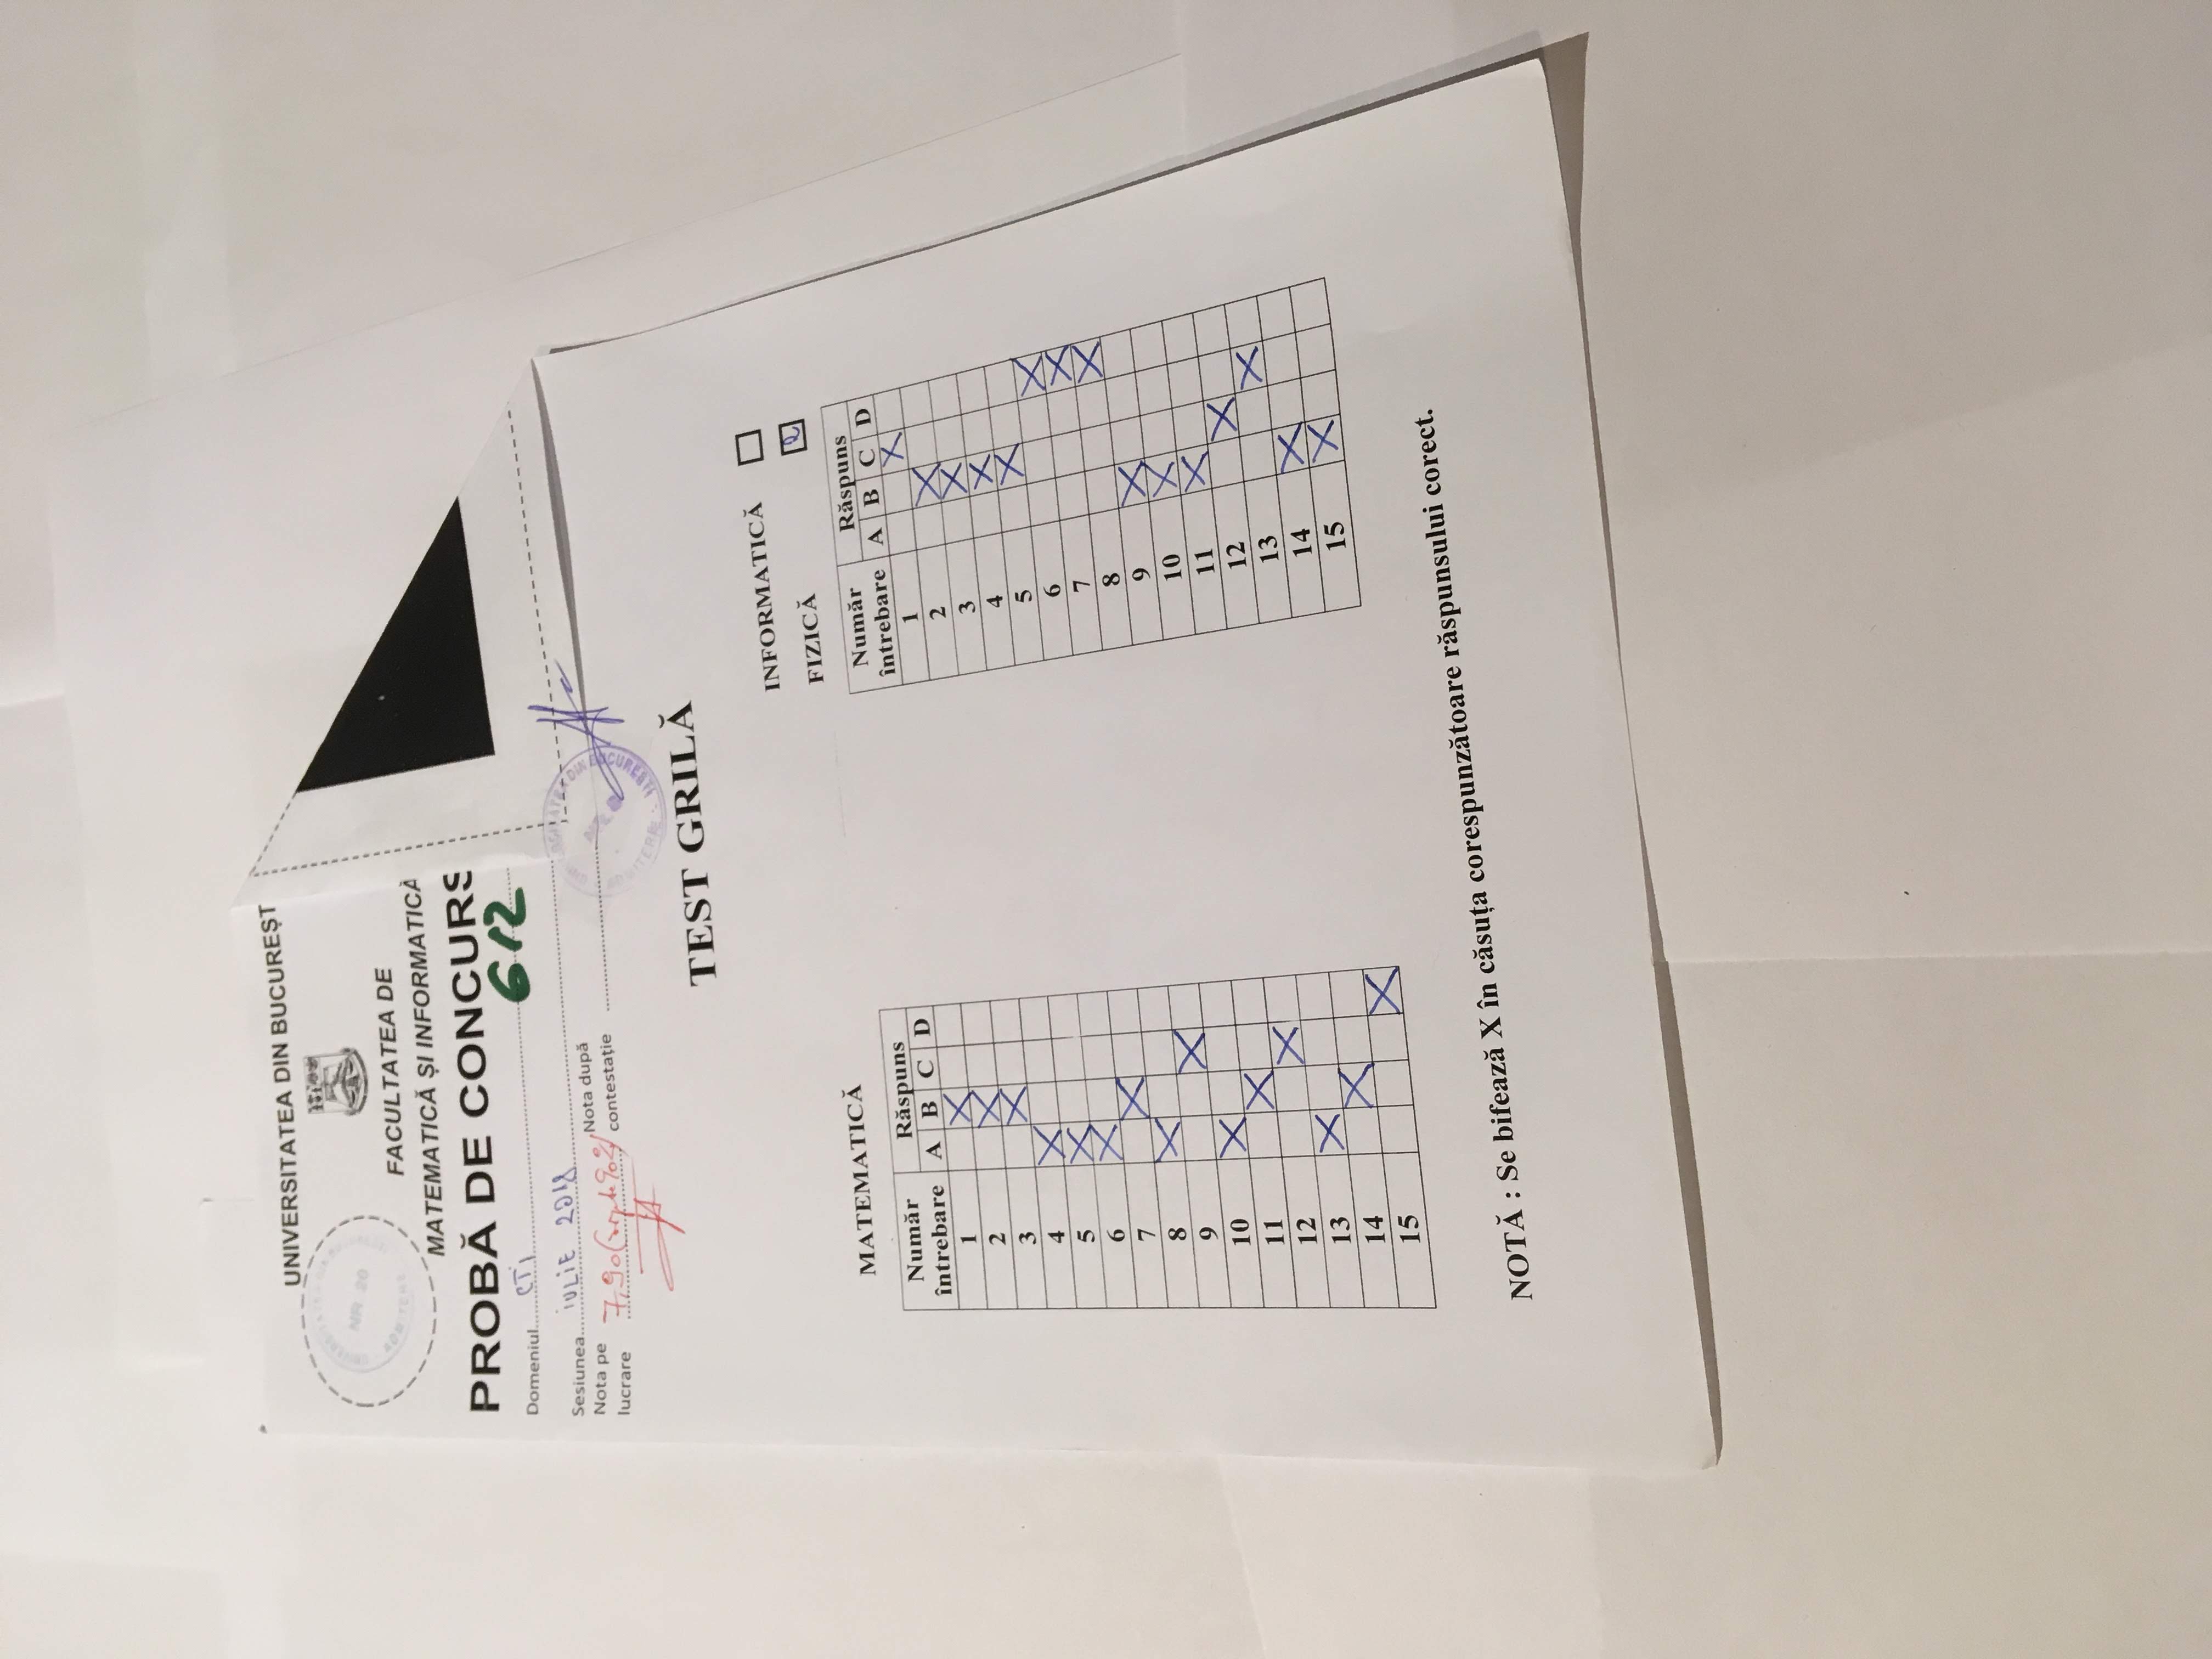 UNIVERSITATEA DIN BUCUREȘT
NR 20
ADMITERE
FACULTATEA DE
MATEMATICĂ ȘI INFORMATICĂ
PROBĂ DE CONCURS
612
Domeniul CTI
Sesiunea iULiE 2018
Nota pe lucrare 7,90 Nota după contestație
TEST GRILĂ
INFORMATICĂ
FIZICĂ 2
MATEMATICĂ
Număr întrebare Răspuns
A B C D
1 X
2 X
3 X
4 X
5 X
6 X
7 X
8 X
9 X
10 X
11 X
12 X
13 X
14 X
15 X
Număr întrebare Răspuns
A B C D
1 X
2 X
3 X
4 X
5 X
6 X
7 X
8 X
9 X
10 X
11 X
12 X
13 X
14 X
15 X
NOTĂ : Se bifează X în căsuța corespunzătoare răspunsului corect.